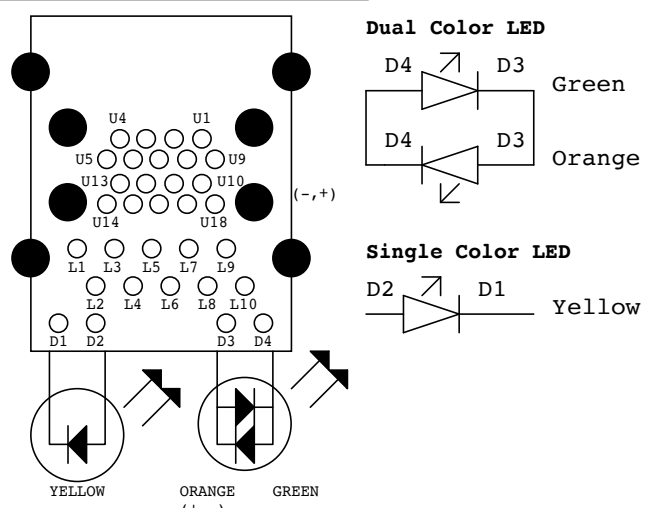 U4 U1
U5 U9
U13 U10
(-,+)
U14 U18
L1 L3 L5 L7 L9
L2 L4 L6 L8 L10
D1 D2 D3 D4
YELLOW ORANGE GREEN
Dual Color LED
D4 D3
Green
D4 D3
Orange
Single Color LED
D2 D1
Yellow